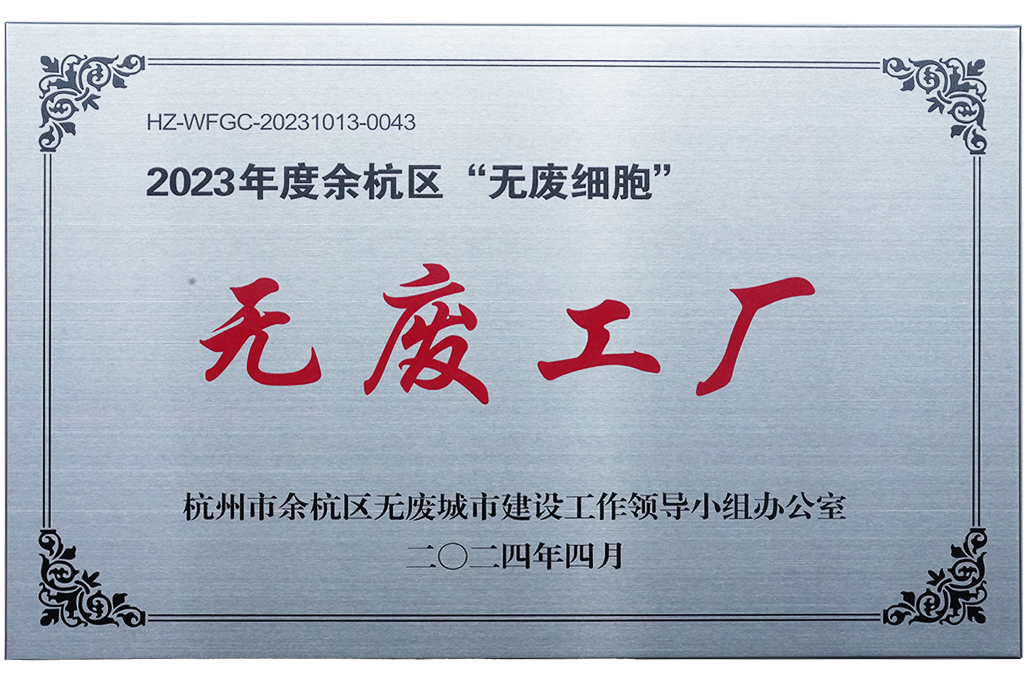 HZ-WFGC-20231013-0043
2023年度余杭区“无废细胞”
无废工厂
杭州市余杭区无废城市建设工作领导小组办公室
二〇二四年四月